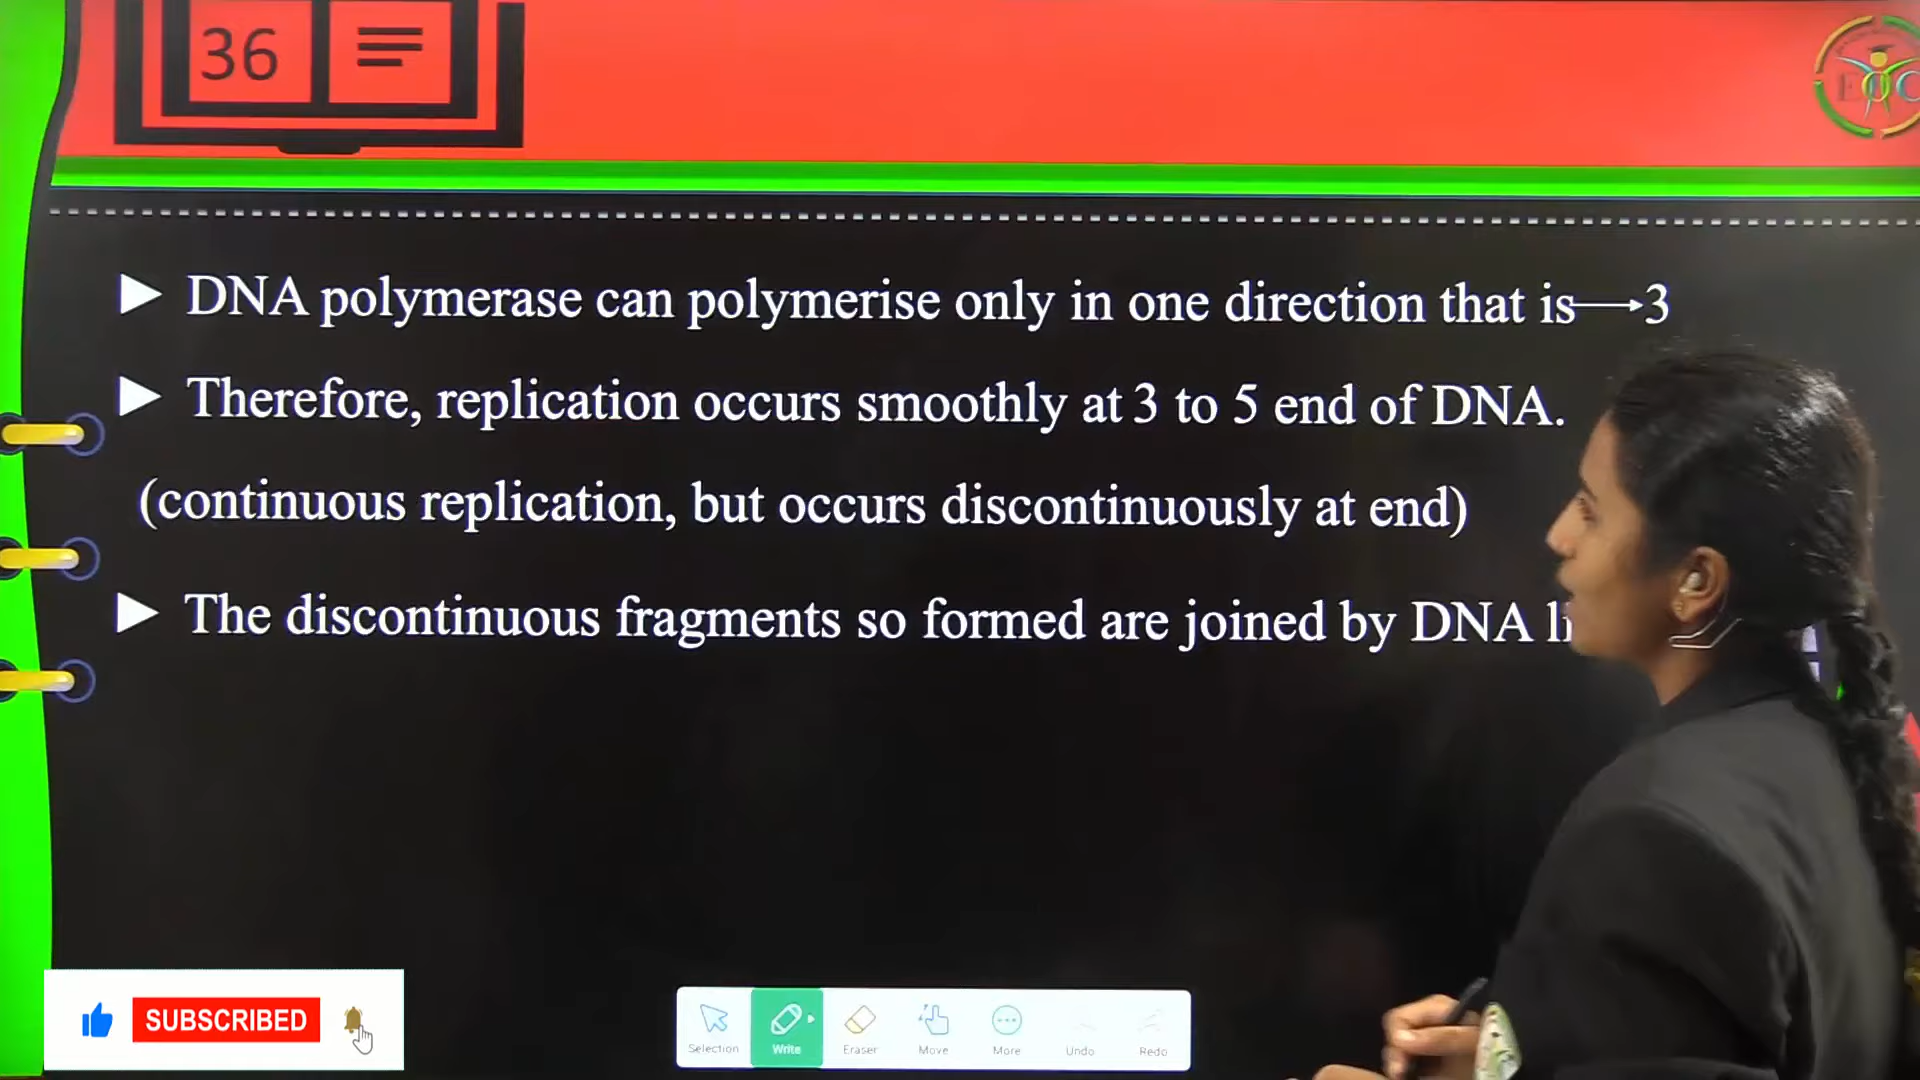 36
EOC
DNA polymerase can polymerise only in one direction that is→3
Therefore, replication occurs smoothly at 3 to 5 end of DNA.
(continuous replication, but occurs discontinuously at end)
The discontinuous fragments so formed are joined by DNA
SUBSCRIBED
Selection Write Eraser Move More Undo Redo